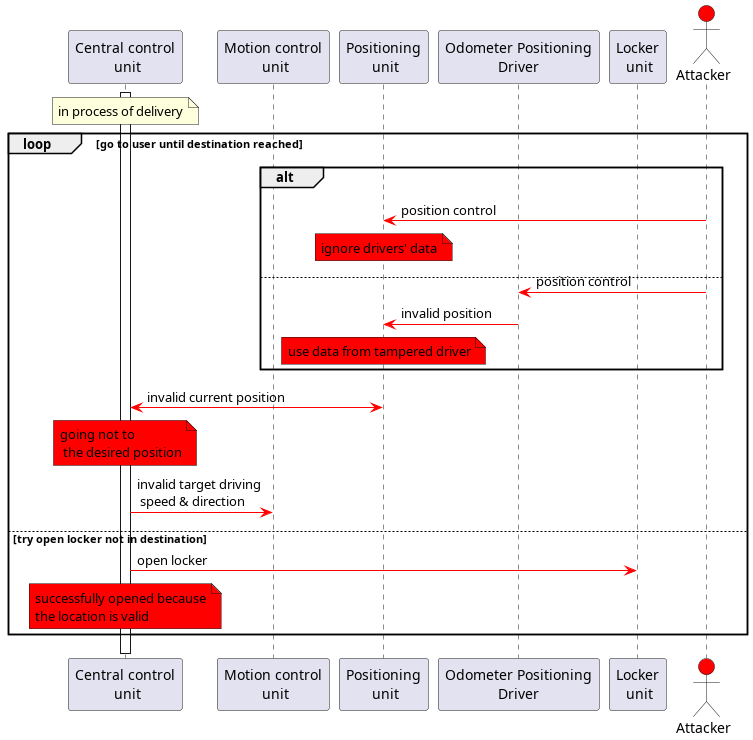 Central control
unit
Motion control
unit
Positioning
unit
Odometer Positioning
Driver
Locker
unit
Attacker
in process of delivery
loop
[go to user until destination reached]
alt
position control
ignore drivers' data
position control
invalid position
use data from tampered driver
invalid current position
going not to
the desired position
invalid target driving
speed & direction
[try open locker not in destination]
open locker
successfully opened because
the location is valid
Central control
unit
Motion control
unit
Positioning
unit
Odometer Positioning
Driver
Locker
unit
Attacker